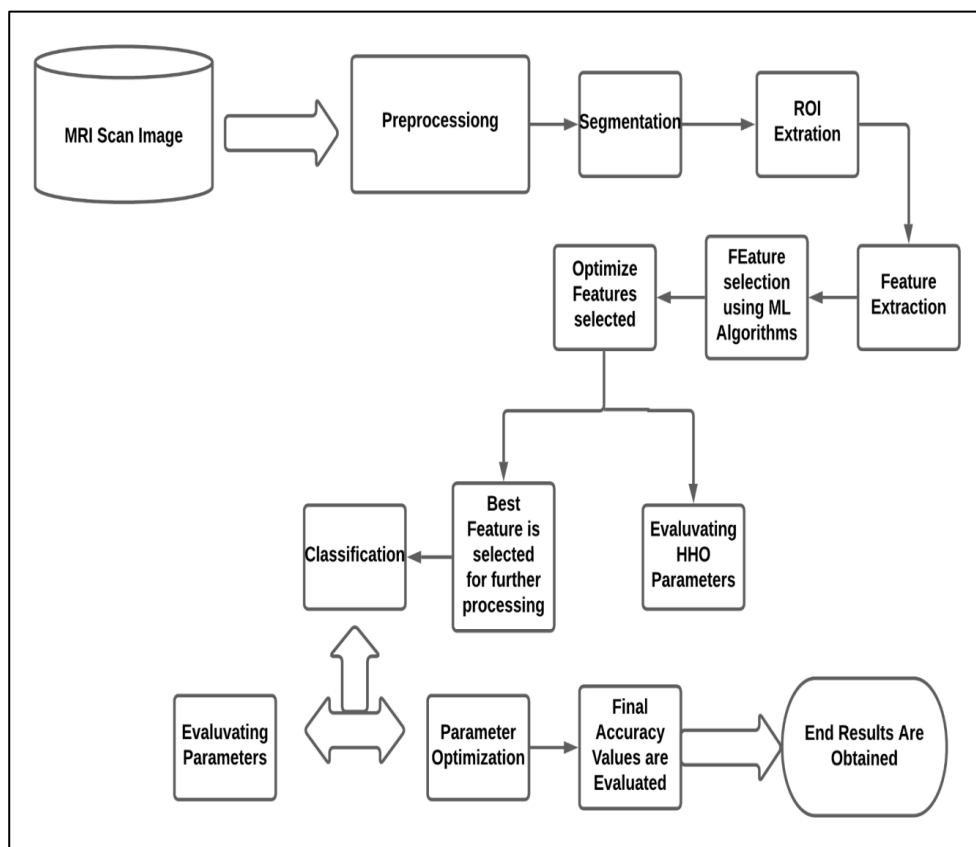 MRI Scan Image
Preprocessiong
Segmentation
ROI
Extration
Optimize
Features
selected
FEature
selection
using ML
Algorithms
Feature
Extraction
Classification
Best
Feature is
selected
for further
processing
Evaluvating
HHO
Parameters
Evaluvating
Parameters
Parameter
Optimization
Final
Accuracy
Values are
Evaluated
End Results Are
Obtained